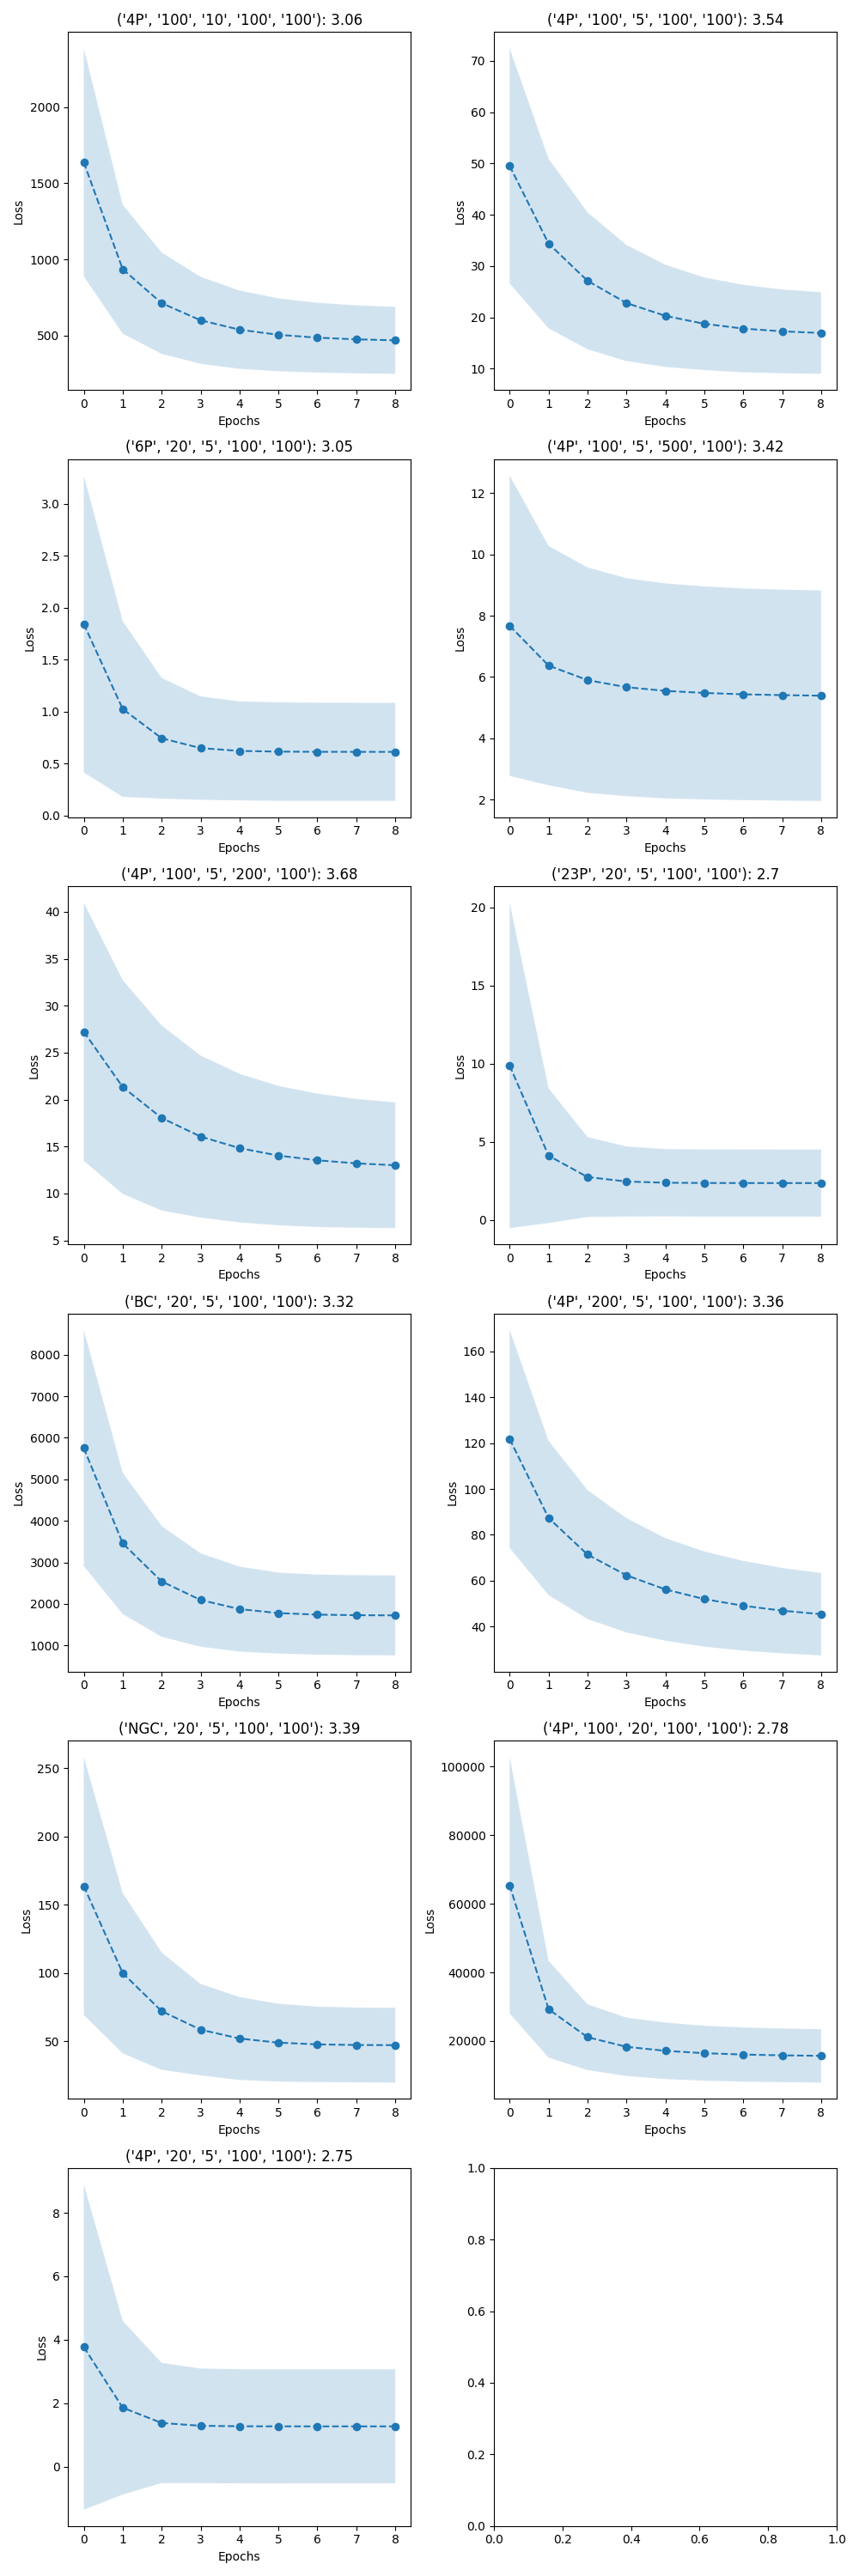 ('4P', '100', '10', '100', '100'): 3.06
2000
1500
1000
500
Loss
0 1 2 3 4 5 6 7 8
Epochs
('4P', '100', '5', '100', '100'): 3.54
70
60
50
40
30
20
10
Loss
0 1 2 3 4 5 6 7 8
Epochs
('6P', '20', '5', '100', '100'): 3.05
3.0
2.5
2.0
1.5
1.0
0.5
0.0
Loss
0 1 2 3 4 5 6 7 8
Epochs
('4P', '100', '5', '500', '100'): 3.42
12
10
8
6
4
2
Loss
0 1 2 3 4 5 6 7 8
Epochs
('4P', '100', '5', '200', '100'): 3.68
40
35
30
25
20
15
10
5
Loss
0 1 2 3 4 5 6 7 8
Epochs
('23P', '20', '5', '100', '100'): 2.7
20
15
10
5
0
Loss
0 1 2 3 4 5 6 7 8
Epochs
('BC', '20', '5', '100', '100'): 3.32
8000
7000
6000
5000
4000
3000
2000
1000
Loss
0 1 2 3 4 5 6 7 8
Epochs
('4P', '200', '5', '100', '100'): 3.36
160
140
120
100
80
60
40
Loss
0 1 2 3 4 5 6 7 8
Epochs
('NGC', '20', '5', '100', '100'): 3.39
250
200
150
100
50
Loss
0 1 2 3 4 5 6 7 8
Epochs
('4P', '100', '20', '100', '100'): 2.78
100000
80000
60000
40000
20000
Loss
0 1 2 3 4 5 6 7 8
Epochs
('4P', '20', '5', '100', '100'): 2.75
8
6
4
2
0
Loss
0 1 2 3 4 5 6 7 8
Epochs
1.0
0.8
0.6
0.4
0.2
0.0
0.0 0.2 0.4 0.6 0.8 1.0